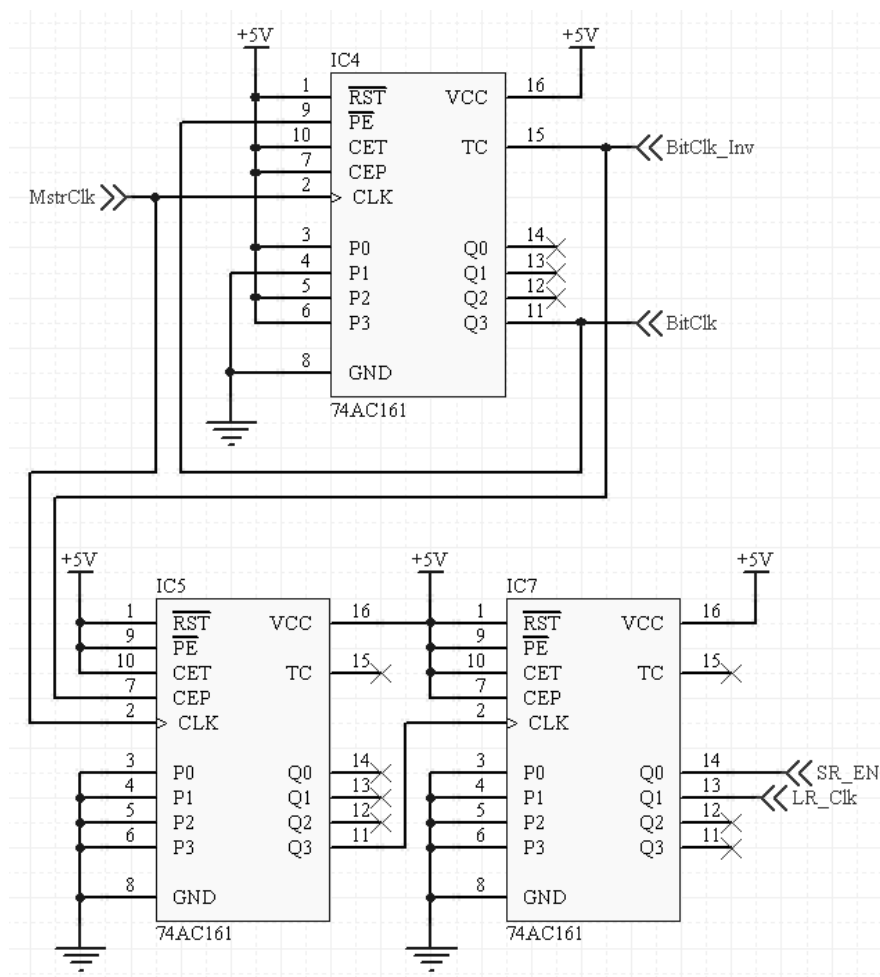 +5V +5V
IC4
1 RST VCC 16
9 PE
10 CET TC 15 BitClk_Inv
7 CEP
MstrClk 2 CLK
3 P0 Q0 14
4 P1 Q1 13
5 P2 Q2 12
6 P3 Q3 11 BitClk
8 GND
74AC161
+5V +5V +5V
IC5 IC7
1 RST VCC 16 1 RST VCC 16
9 PE 9 PE
10 CET TC 15 10 CET TC 15
7 CEP 7 CEP
2 CLK 2 CLK
3 P0 Q0 14 3 P0 Q0 14 SR_EN
4 P1 Q1 13 4 P1 Q1 13 LR_Clk
5 P2 Q2 12 5 P2 Q2 12
6 P3 Q3 11 6 P3 Q3 11
8 GND 8 GND
74AC161 74AC161